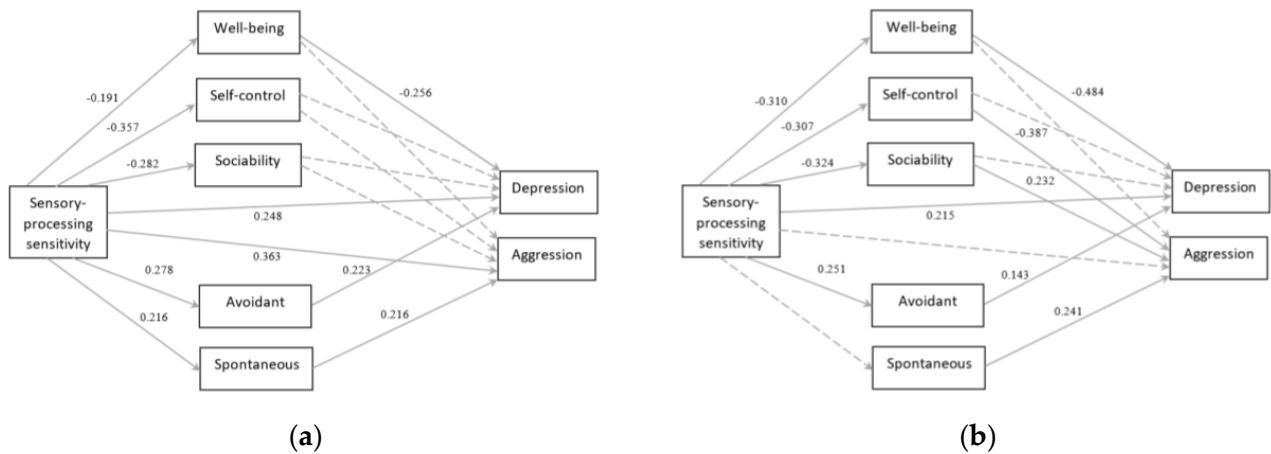 Well-being
Self-control
Sociability
Sensory-
processing
sensitivity
Avoidant
Spontaneous
Depression
Aggression
-0.191
-0.357
-0.282
-0.256
0.248
0.363
0.278
0.223
0.216
0.216
(a)
Well-being
Self-control
Sociability
Sensory-
processing
sensitivity
Avoidant
Spontaneous
Depression
Aggression
-0.310
-0.307
-0.324
-0.484
-0.387
0.232
0.215
0.251
0.143
0.241
(b)